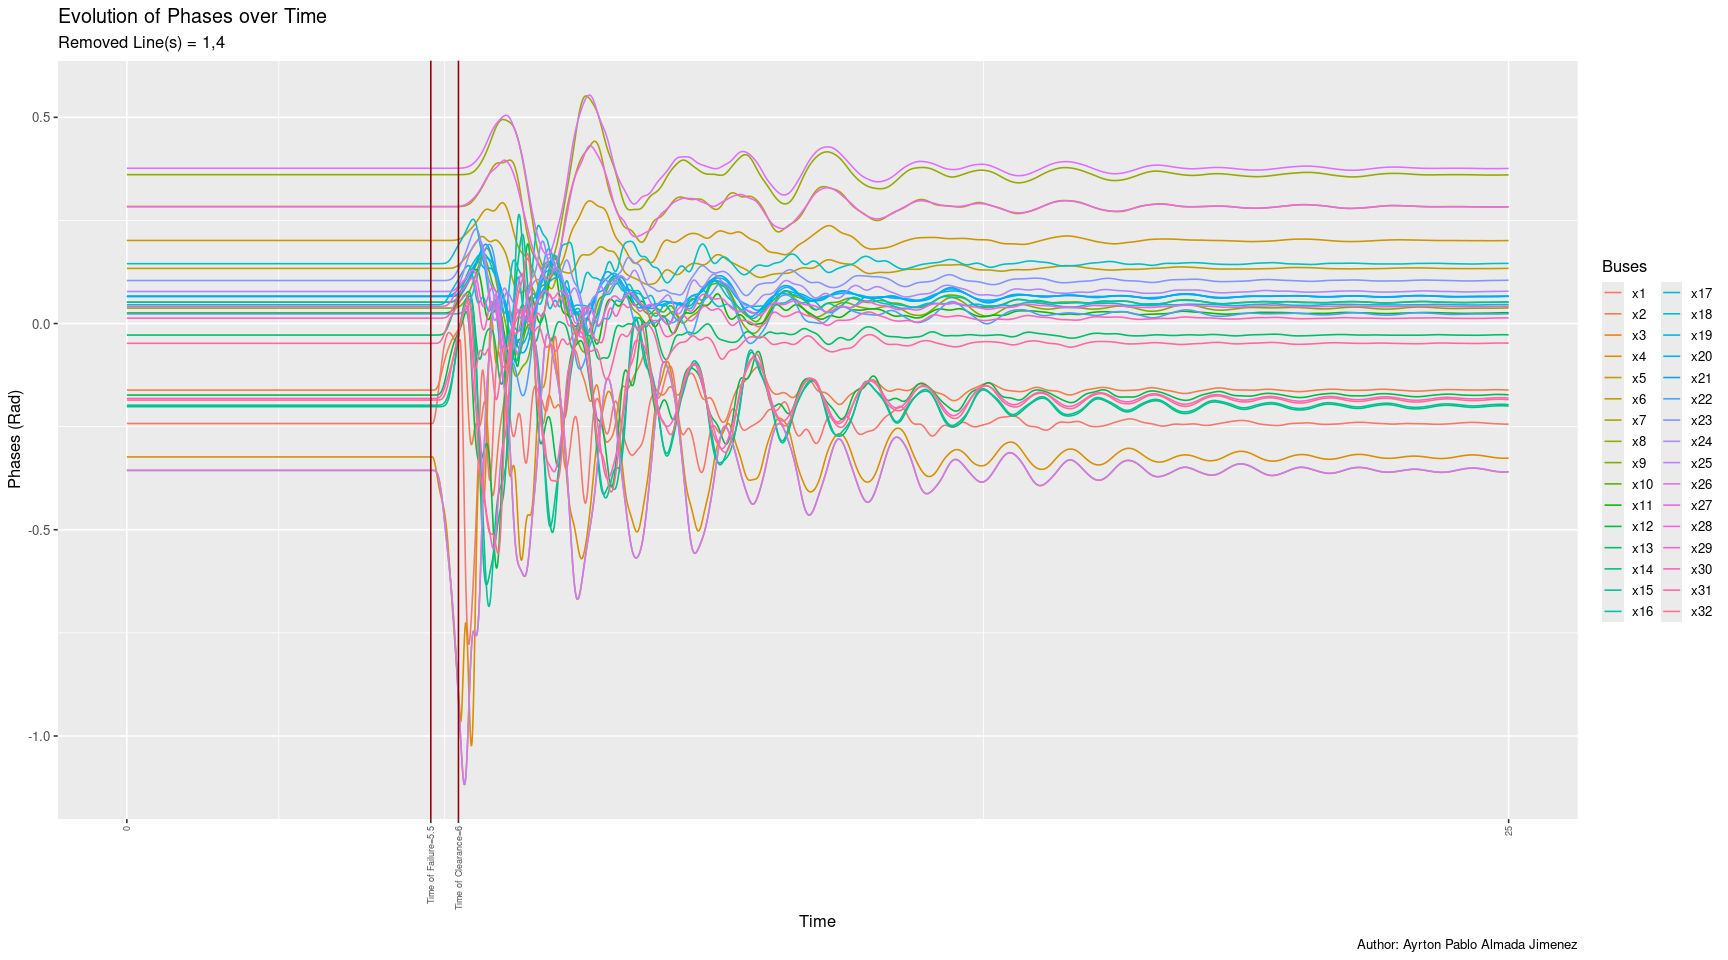 Evolution of Phases over Time
Removed Line(s) = 1,4
Phases (Rad)
0.5
0.0
-0.5
-1.0
0
Time of Failure=5.5
Time of Clearance=6
25
Time
Buses
x1
x2
x3
x4
x5
x6
x7
x8
x9
x10
x11
x12
x13
x14
x15
x16
x17
x18
x19
x20
x21
x22
x23
x24
x25
x26
x27
x28
x29
x30
x31
x32
Author: Ayrton Pablo Almada Jimenez